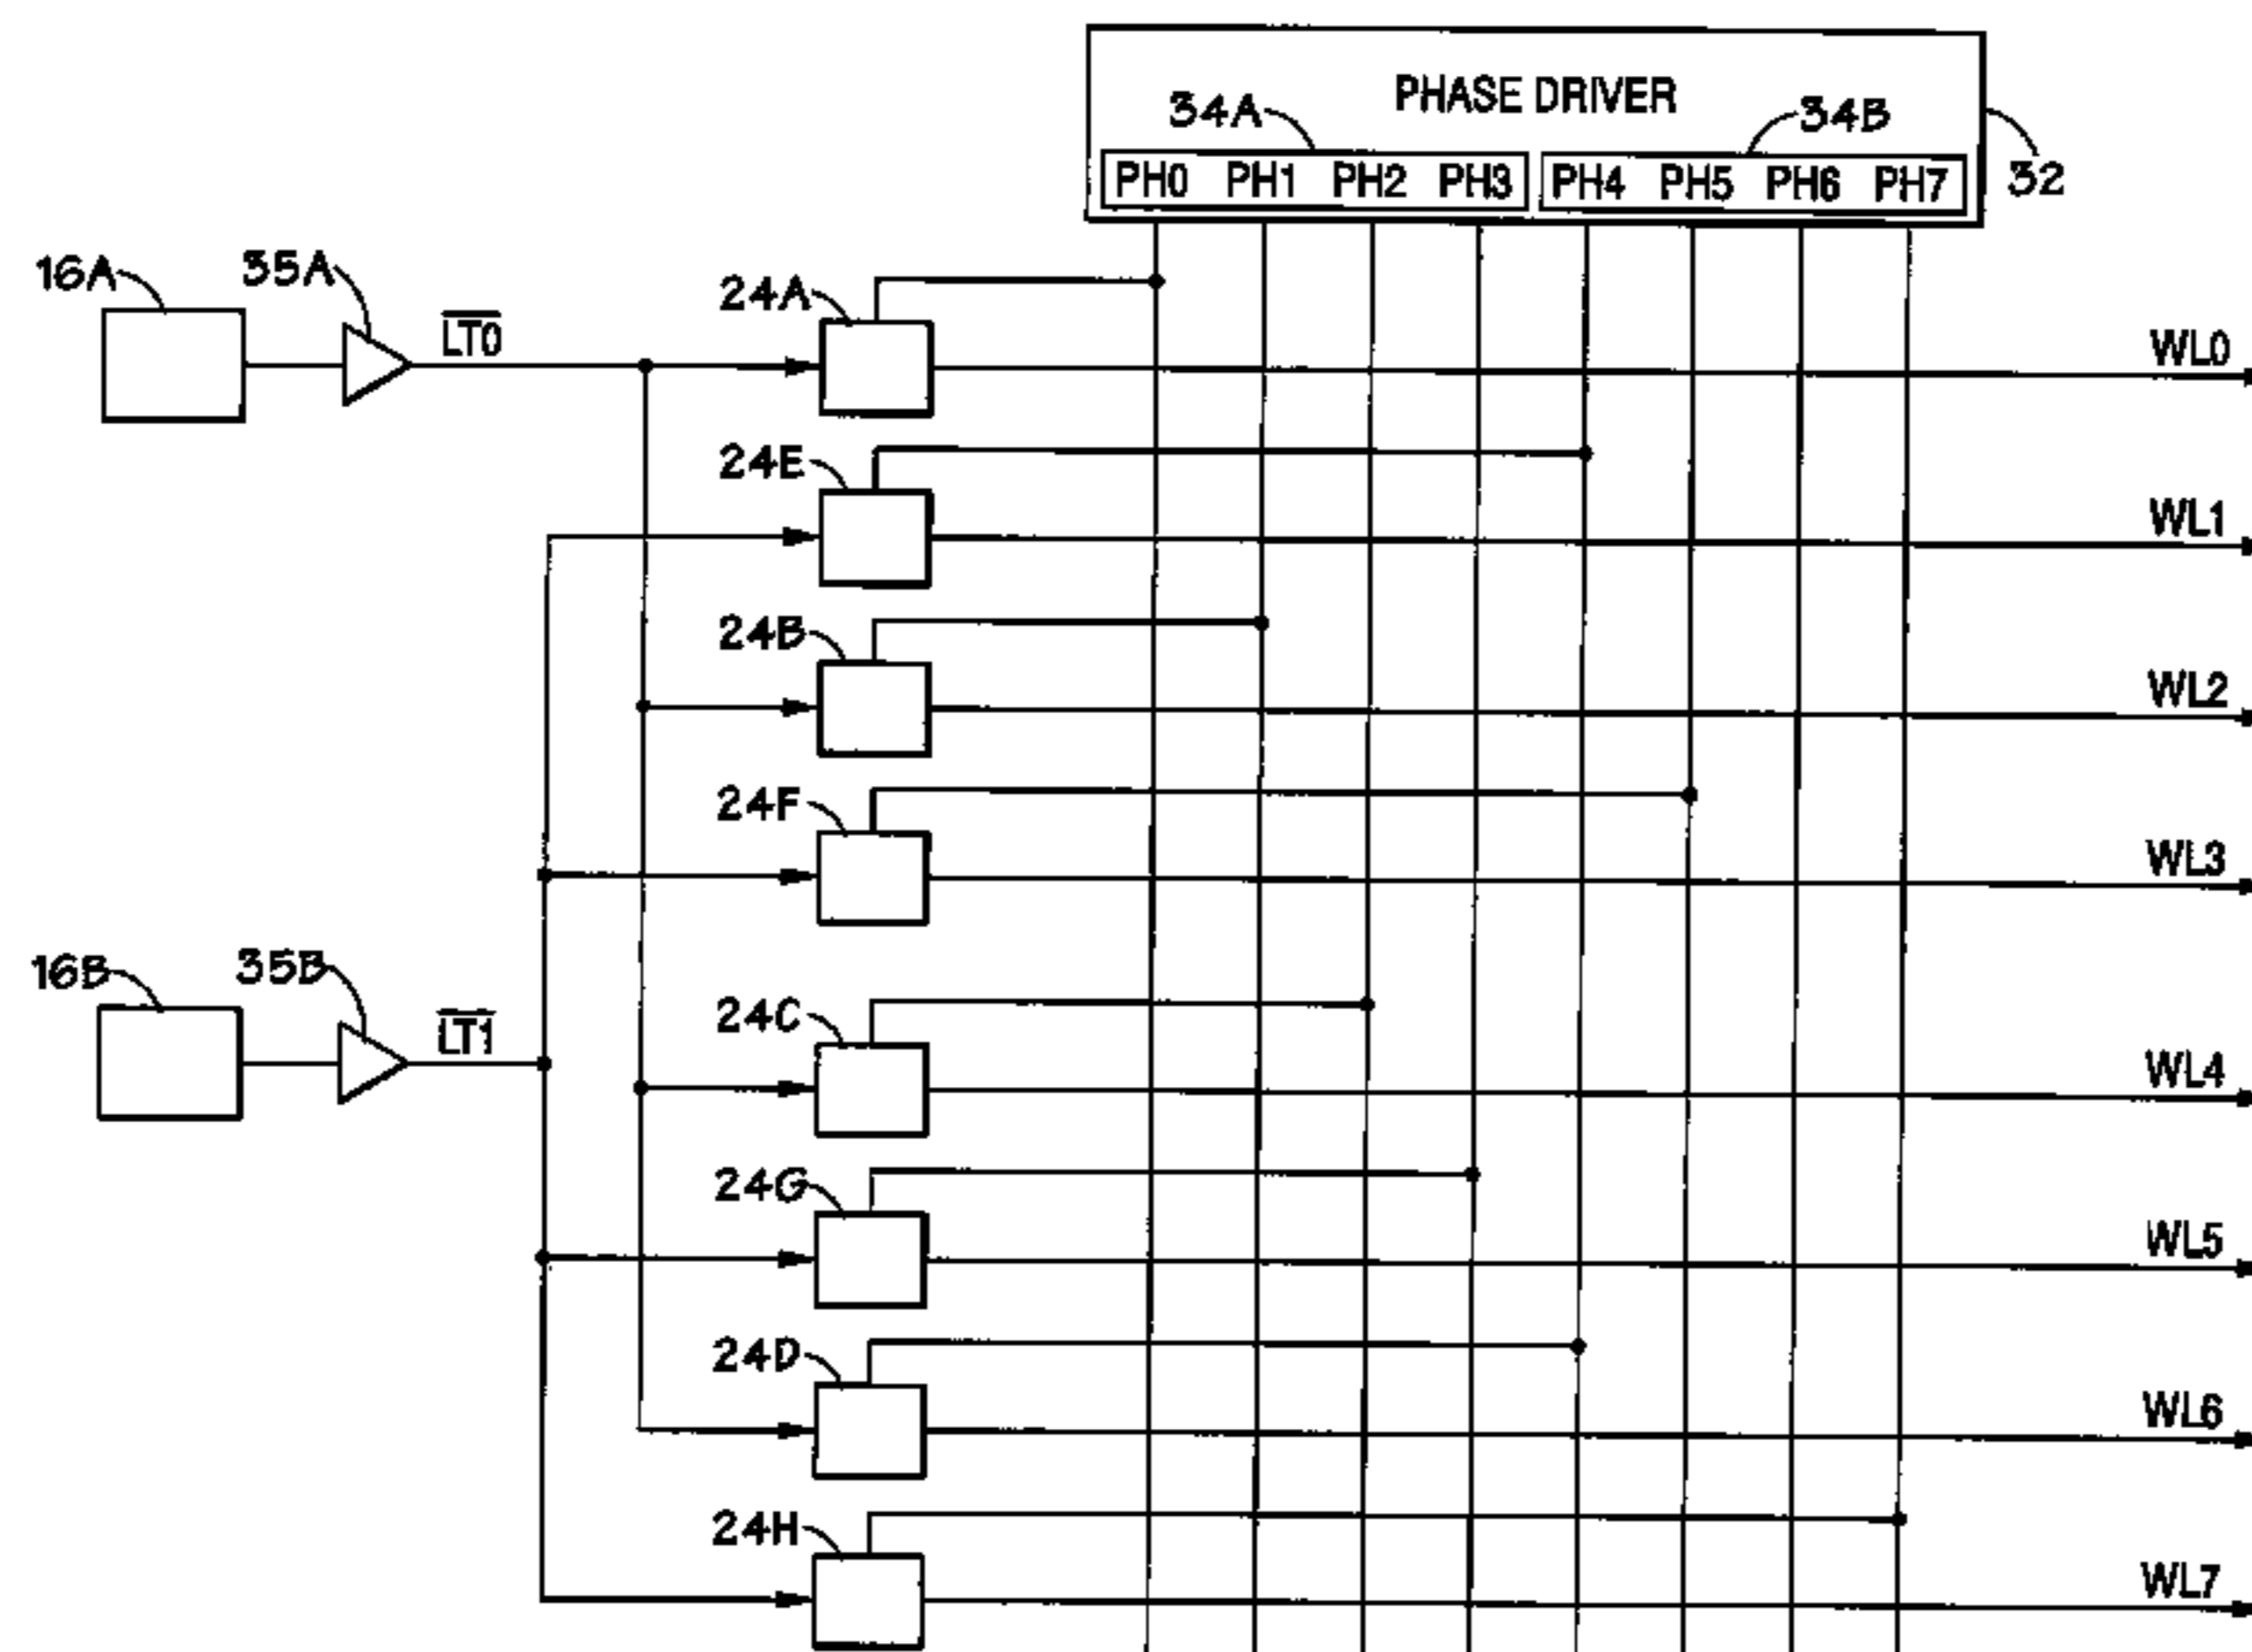 PHASE DRIVER
34A
34B
PH0 PH1 PH2 PH3 PH4 PH5 PH6 PH7
32
16A
35A
LT0
24A
WL0
24E
WL1
24B
WL2
24F
WL3
16B
35B
LT1
24C
WL4
24G
WL5
24D
WL6
24H
WL7